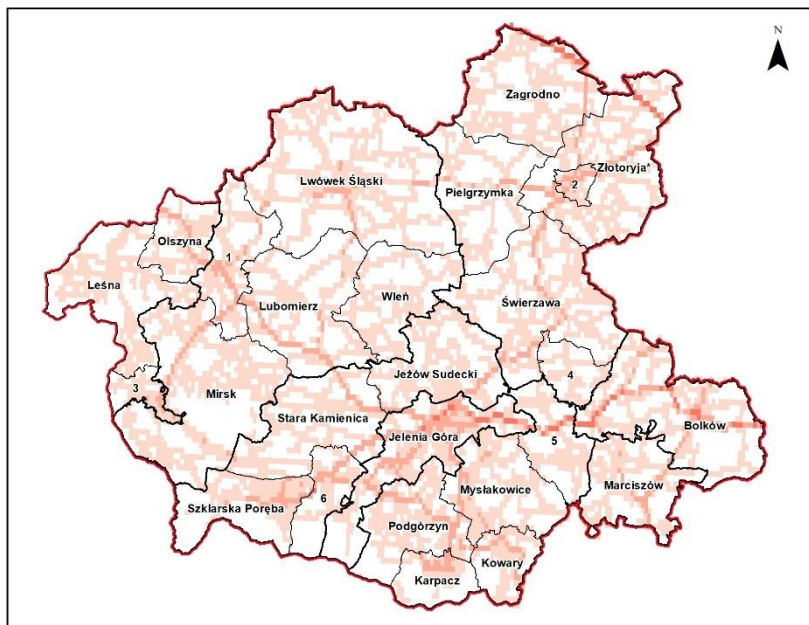 N
Zagrodno
Złotoryja*
2
Pielgrzymka
Lwówek Śląski
Olszyna
1
Leśna
Lubomierz
Wleń
Świerzawa
3
Mirsk
Jeżów Sudecki
4
Stara Kamienica
Jelenia Góra
5
Bolków
Szklarska Poręba
6
Mysłakowice
Marciszów
Podgórzyn
Kowary
Karpacz